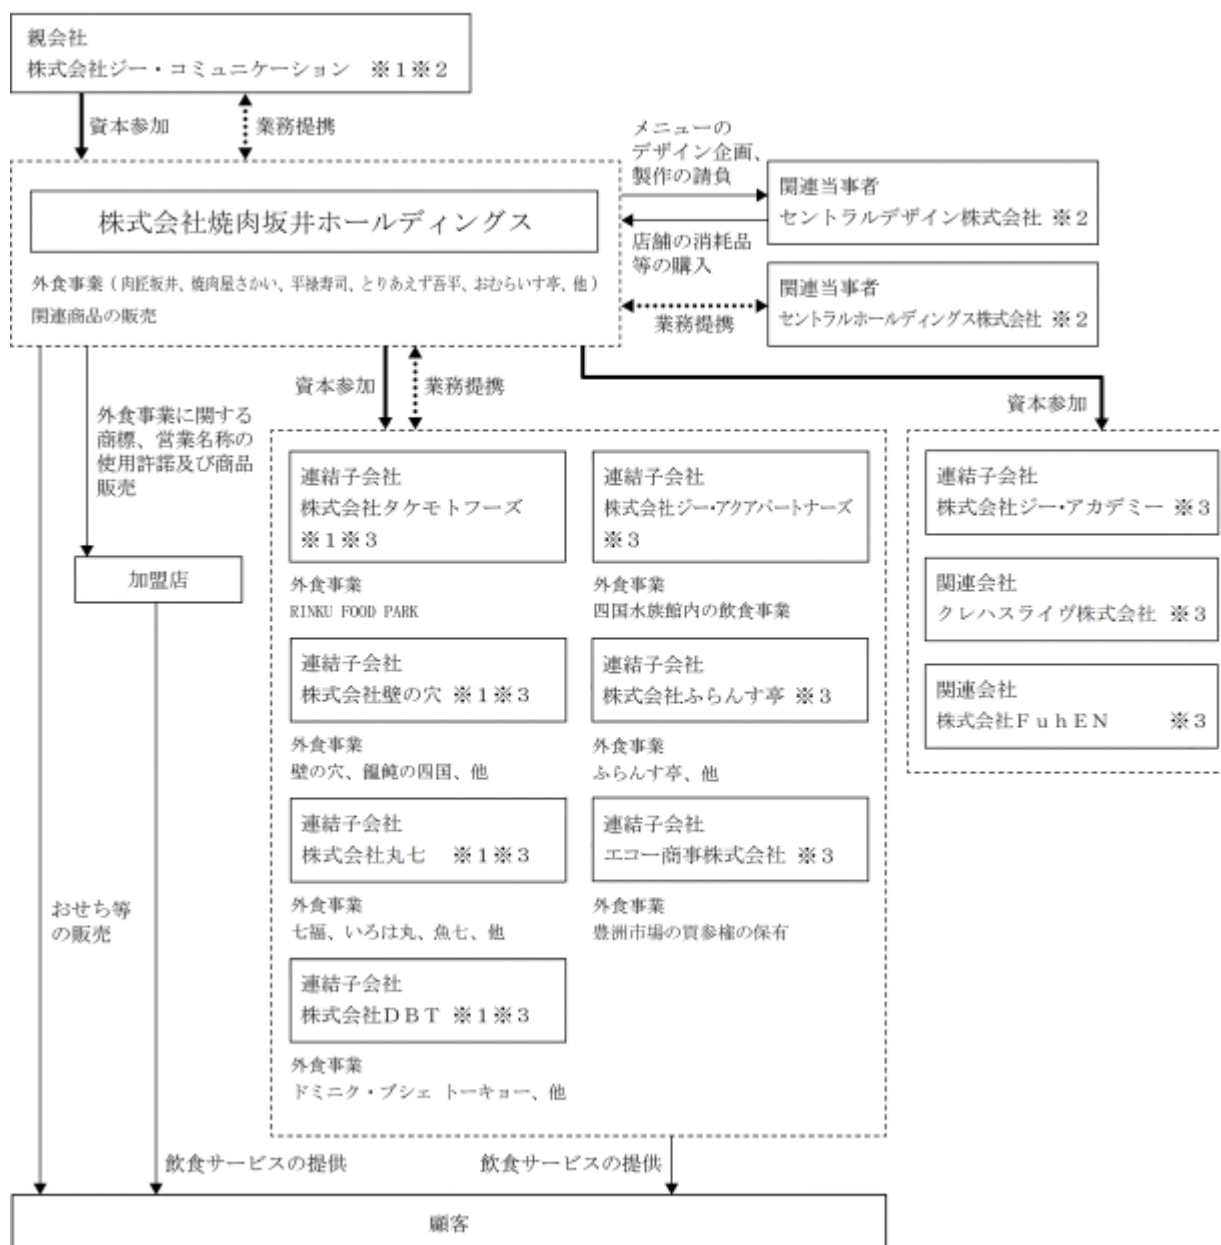 親会社
株式会社ジー・コミュニケーション ※1※2
資本参加
業務提携
メニューの
デザイン企画、
製作の請負
関連当事者
セントラルデザイン株式会社 ※2
株式会社焼肉坂井ホールディングス
店舗の消耗品
等の購入
外食事業(肉匠坂井、焼肉屋さかい、平禄寿司、とりあえず吾平、おむらいす亭、他)
関連商品の販売
関連当事者
セントラルホールディングス株式会社 ※2
業務提携
資本参加
業務提携
資本参加
外食事業に関する
商標、営業名称の
使用許諾及び商品
販売
加盟店
連結子会社
株式会社タケモトフーズ
※1※3
外食事業
RINKU FOOD PARK
連結子会社
株式会社ジー・アクアパートナーズ
※3
外食事業
四国水族館内の飲食事業
連結子会社
株式会社壁の穴 ※1※3
外食事業
壁の穴、饂飩の四国、他
連結子会社
株式会社ふらんす亭 ※3
外食事業
ふらんす亭、他
連結子会社
株式会社丸七 ※1※3
外食事業
七福、いろは丸、魚七、他
連結子会社
エコー商事株式会社 ※3
外食事業
豊洲市場の買参権の保有
連結子会社
株式会社DBT ※1※3
外食事業
ドミニク・ブシェ トーキョー、他
連結子会社
株式会社ジー・アカデミー ※3
関連会社
クレハスライヴ株式会社 ※3
関連会社
株式会社FuhEN ※3
おせち等
の販売
飲食サービスの提供
飲食サービスの提供
顧客